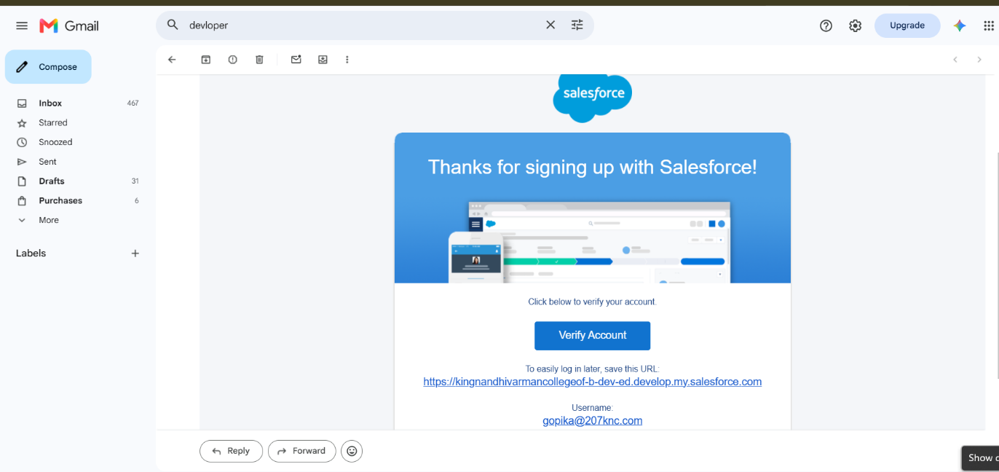 Gmail
devloper
Upgrade
Compose
Inbox 467
Starred
Snoozed
Sent
Drafts 31
Purchases 6
More
Labels
salesforce
Thanks for signing up with Salesforce!
Click below to verify your account.
Verify Account
To easily log in later, save this URL:
https://kingnandhivarmancollegeof-b-dev-ed.develop.my.salesforce.com
Username:
gopika@207knc.com
Reply
Forward
Show